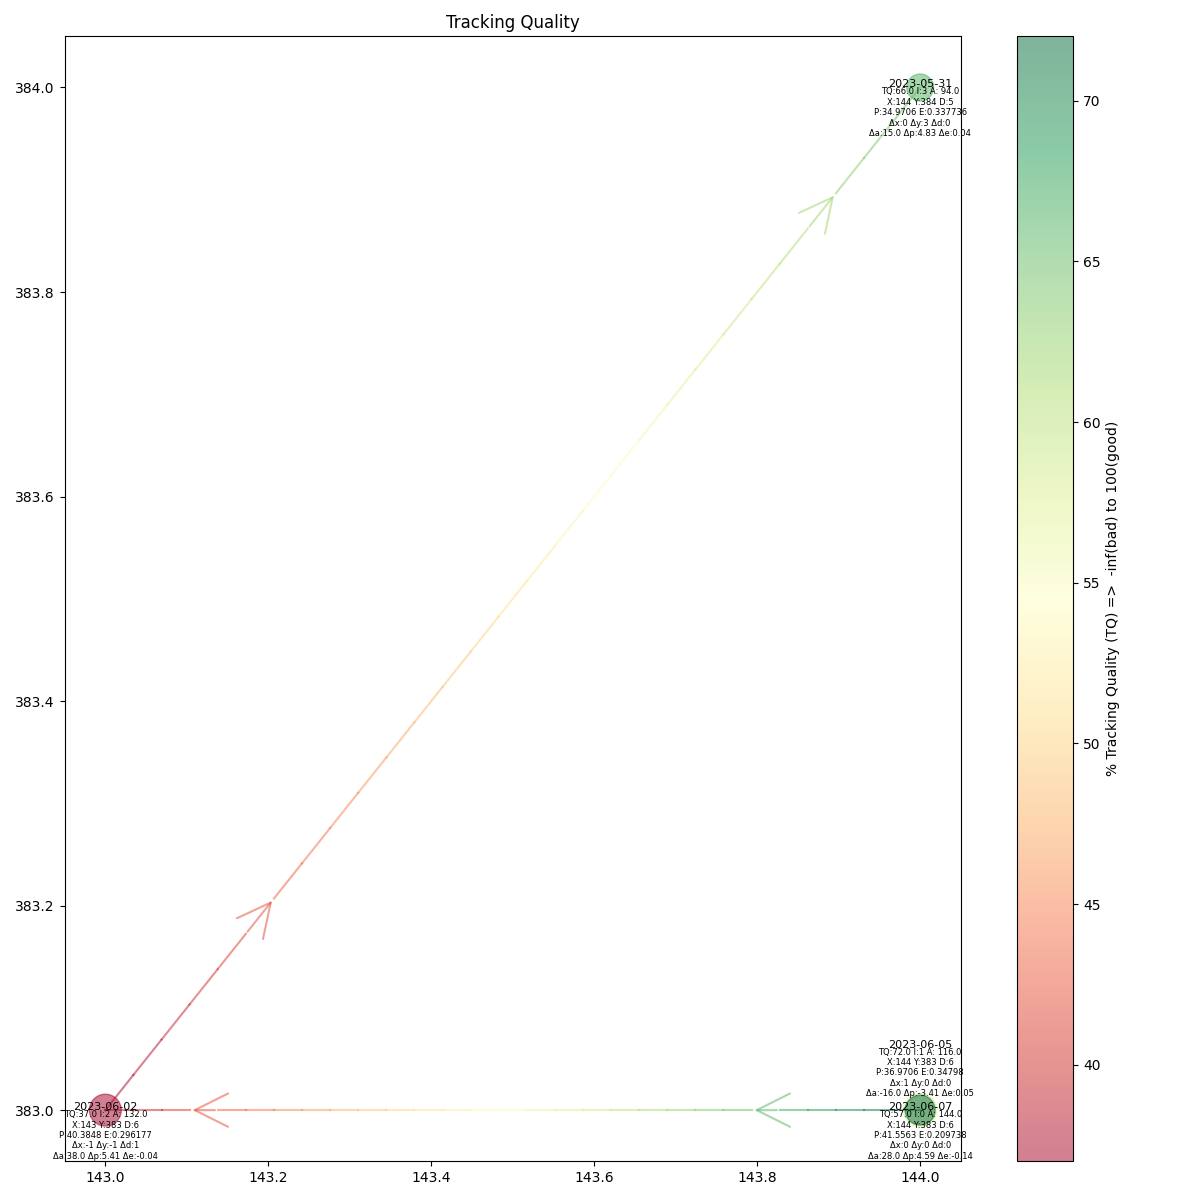 Tracking Quality
384.0
383.8
383.6
383.4
383.2
383.0
2023-05-31
TQ:66.0 I:3 A: 94.0
X:144 Y:384 D:5
P:34.9706 E:0.337736
Δx:0 Δy:3 Δd:0
Δa:15.0 Δp:4.83 Δe:0.04
2023-06-05
TQ:72.0 I:1 A: 116.0
X:144 Y:383 D:6
P:36.9706 E:0.34798
Δx:1 Δy:0 Δd:0
Δa:-16.0 Δp:-3.41 Δe:0.05
2023-06-02
TQ:37.0 I:2 A: 132.0
X:143 Y:383 D:6
P:40.3848 E:0.296177
Δx:-1 Δy:-1 Δd:1
Δa:38.0 Δp:5.41 Δe:-0.04
2023-06-07
TQ:57.0 I:0 A: 144.0
X:144 Y:383 D:6
P:41.5563 E:0.209738
Δx:0 Δy:0 Δd:0
Δa:28.0 Δp:4.59 Δe:-0.14
143.0 143.2 143.4 143.6 143.8 144.0
70
65
60
55
50
45
40
% Tracking Quality (TQ) => -inf(bad) to 100(good)